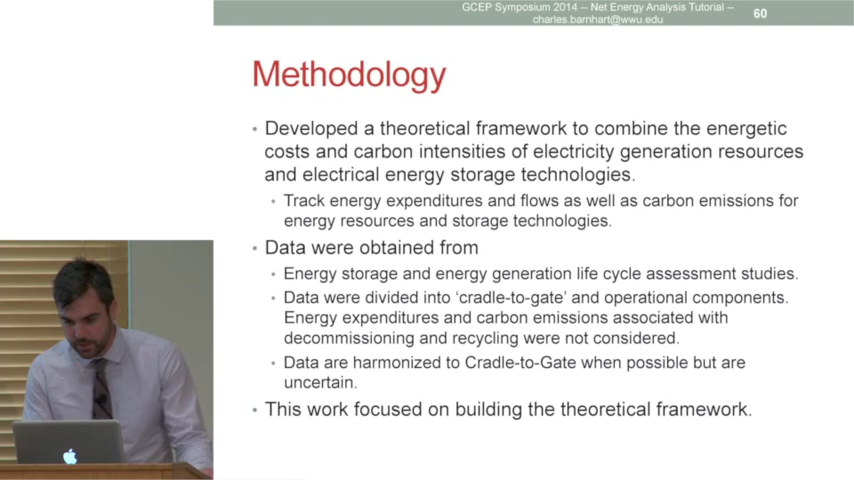 GCEP Symposium 2014 -- Net Energy Analysis Tutorial --
charles.barnhart@wwu.edu
60
Methodology
• Developed a theoretical framework to combine the energetic
costs and carbon intensities of electricity generation resources
and electrical energy storage technologies.
• Track energy expenditures and flows as well as carbon emissions for
energy resources and storage technologies.
• Data were obtained from
• Energy storage and energy generation life cycle assessment studies.
• Data were divided into ‘cradle-to-gate’ and operational components.
Energy expenditures and carbon emissions associated with
decommissioning and recycling were not considered.
• Data are harmonized to Cradle-to-Gate when possible but are
uncertain.
• This work focused on building the theoretical framework.